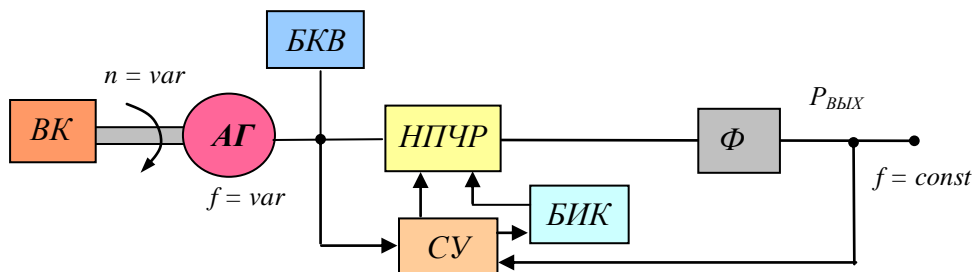 БКВ
n = var
P_ВЫХ
ВК
АГ
НПЧР
Ф
f = var
f = const
БИК
СУ